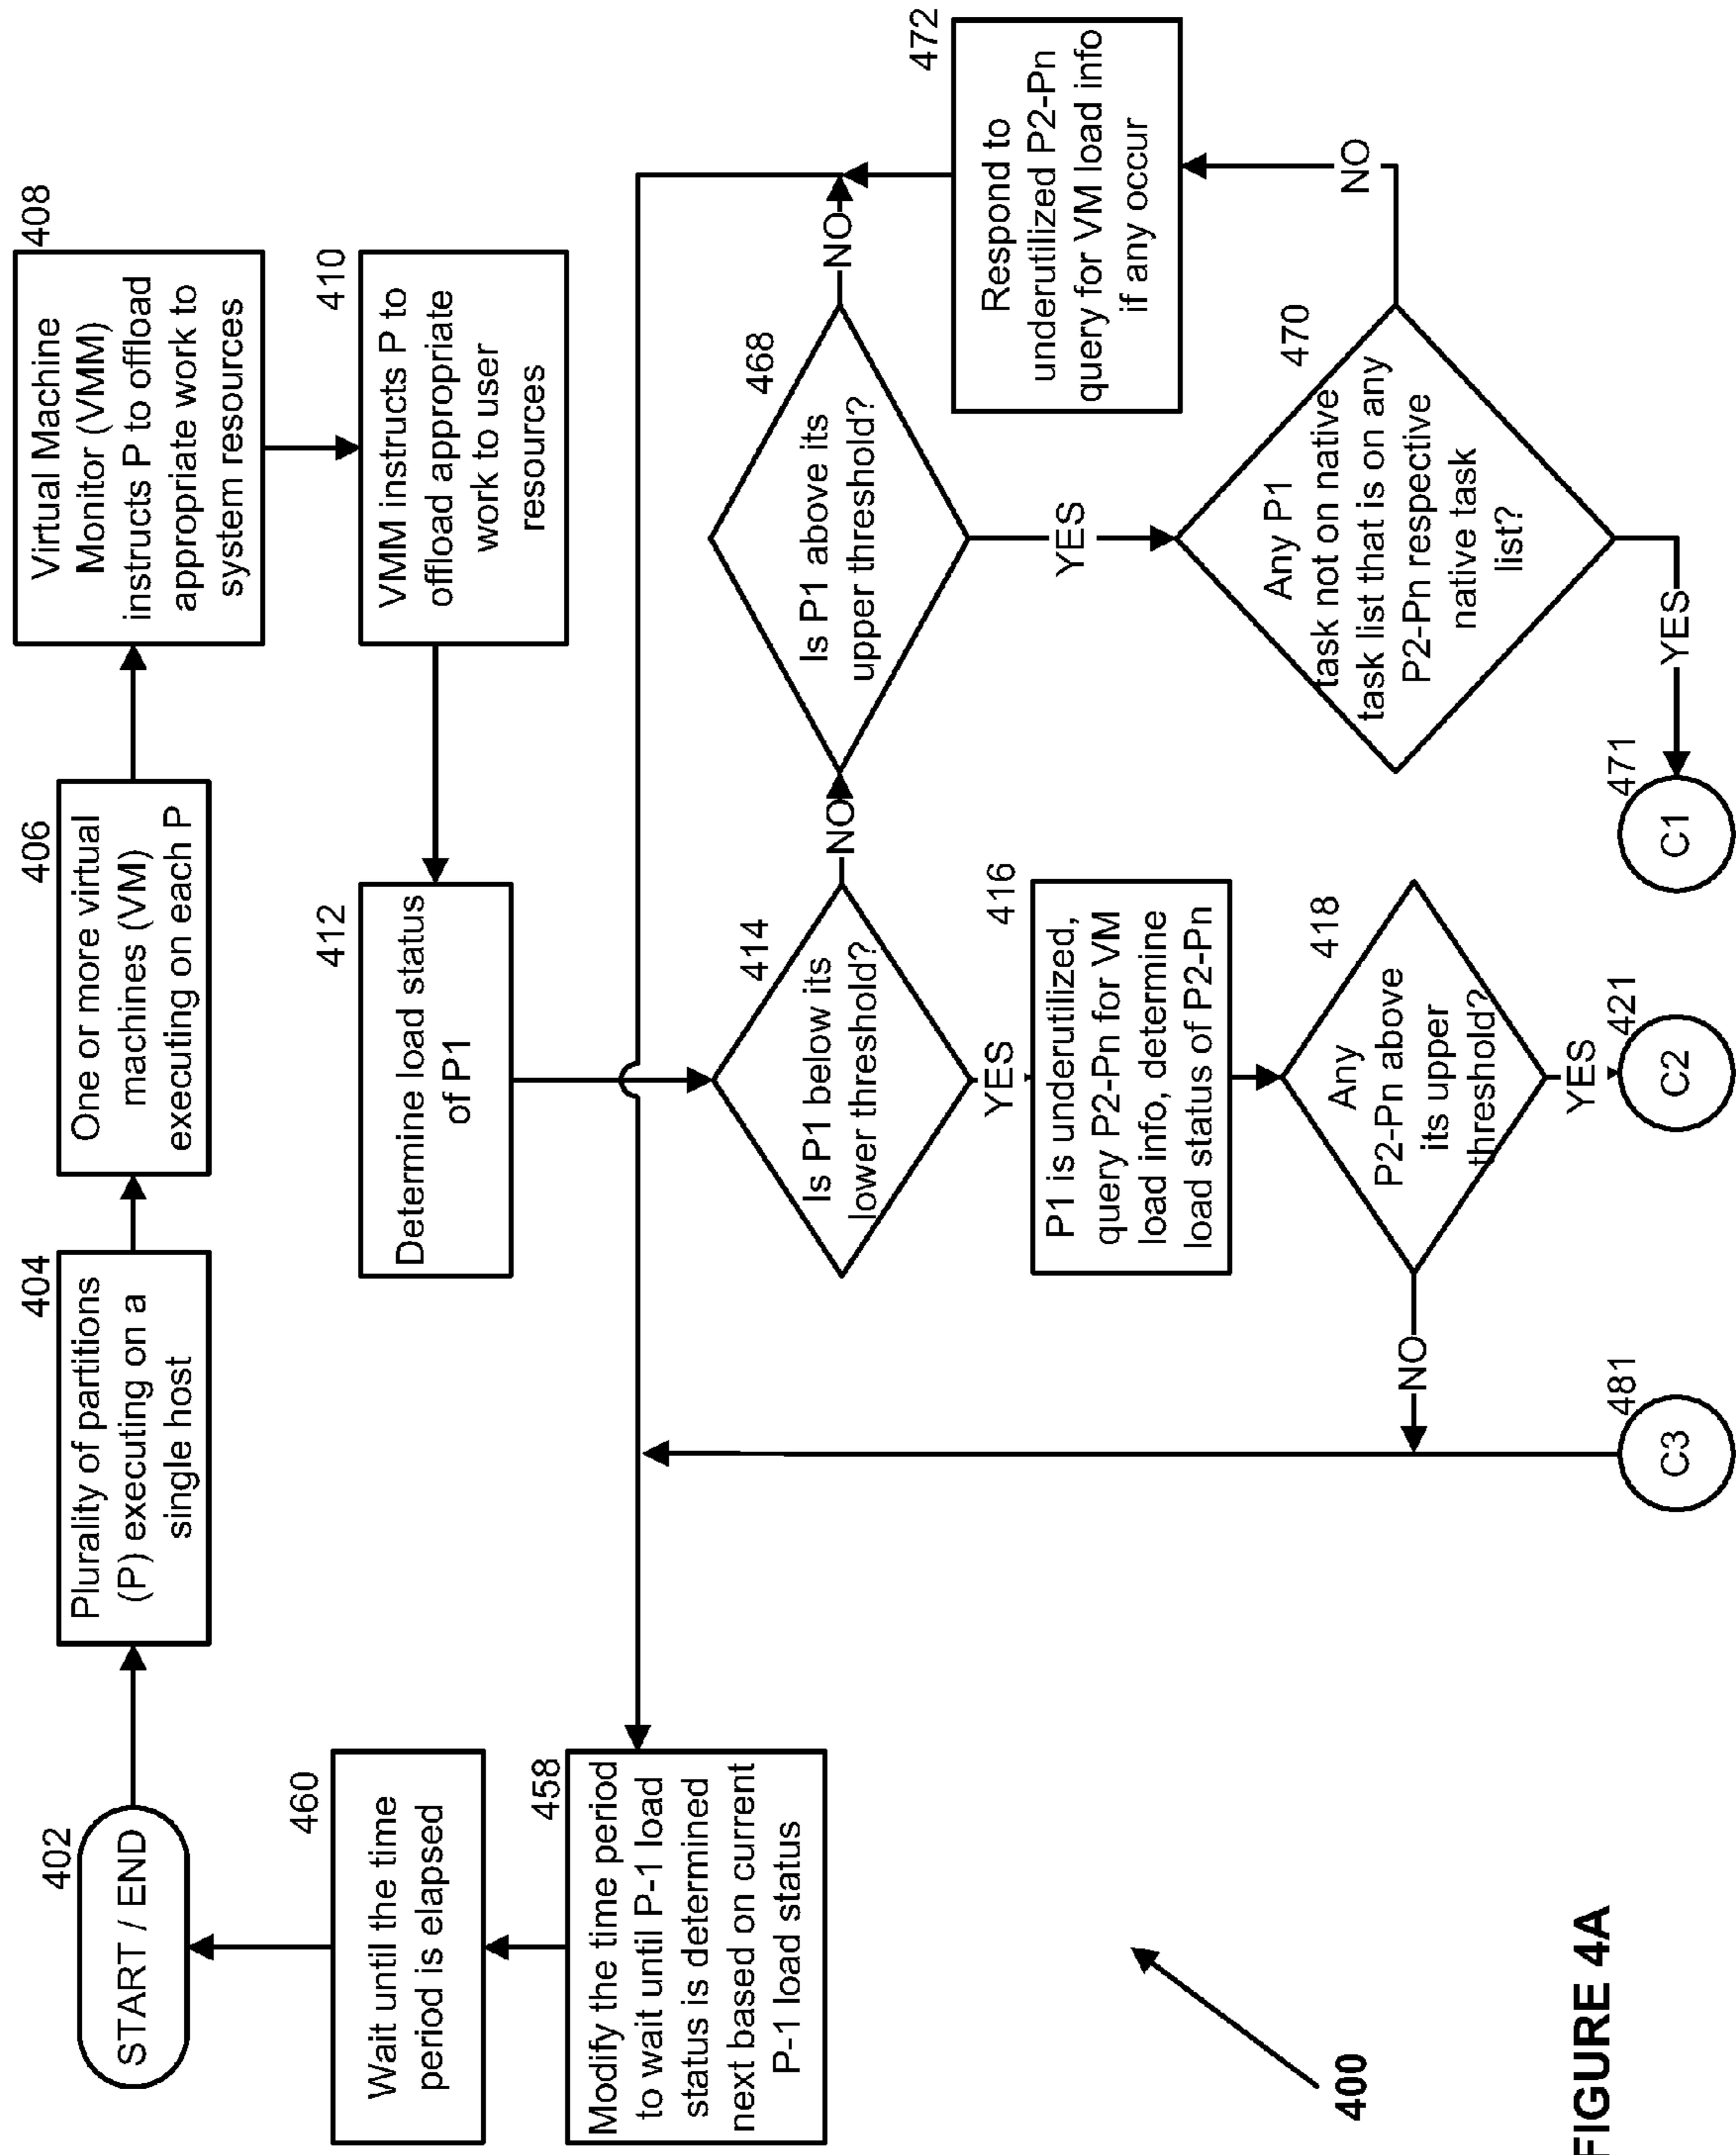 402
START / END
404
Plurality of partitions
(P) executing on a
single host
406
One or more virtual
machines (VM)
executing on each P
408
Virtual Machine
Monitor (VMM)
instructs P to offload
appropriate work to
system resources
410
VMM instructs P to
offload appropriate
work to user
resources
412
Determine load status
of P1
414
Is P1 below its
lower threshold?
NO
YES
468
Is P1 above its
upper threshold?
NO
YES
416
P1 is underutilized,
query P2-Pn for VM
load info, determine
load status of P2-Pn
418
Any
P2-Pn above
its upper
threshold?
NO
YES
470
Any P1
task not on native
task list that is on any
P2-Pn respective
native task
list?
NO
YES
472
Respond to
underutilized P2-Pn
query for VM load info
if any occur
460
Wait until the time
period is elapsed
458
Modify the time period
to wait until P-1 load
status is determined
next based on current
P-1 load status
481
C3
421
C2
471
C1
400
FIGURE 4A